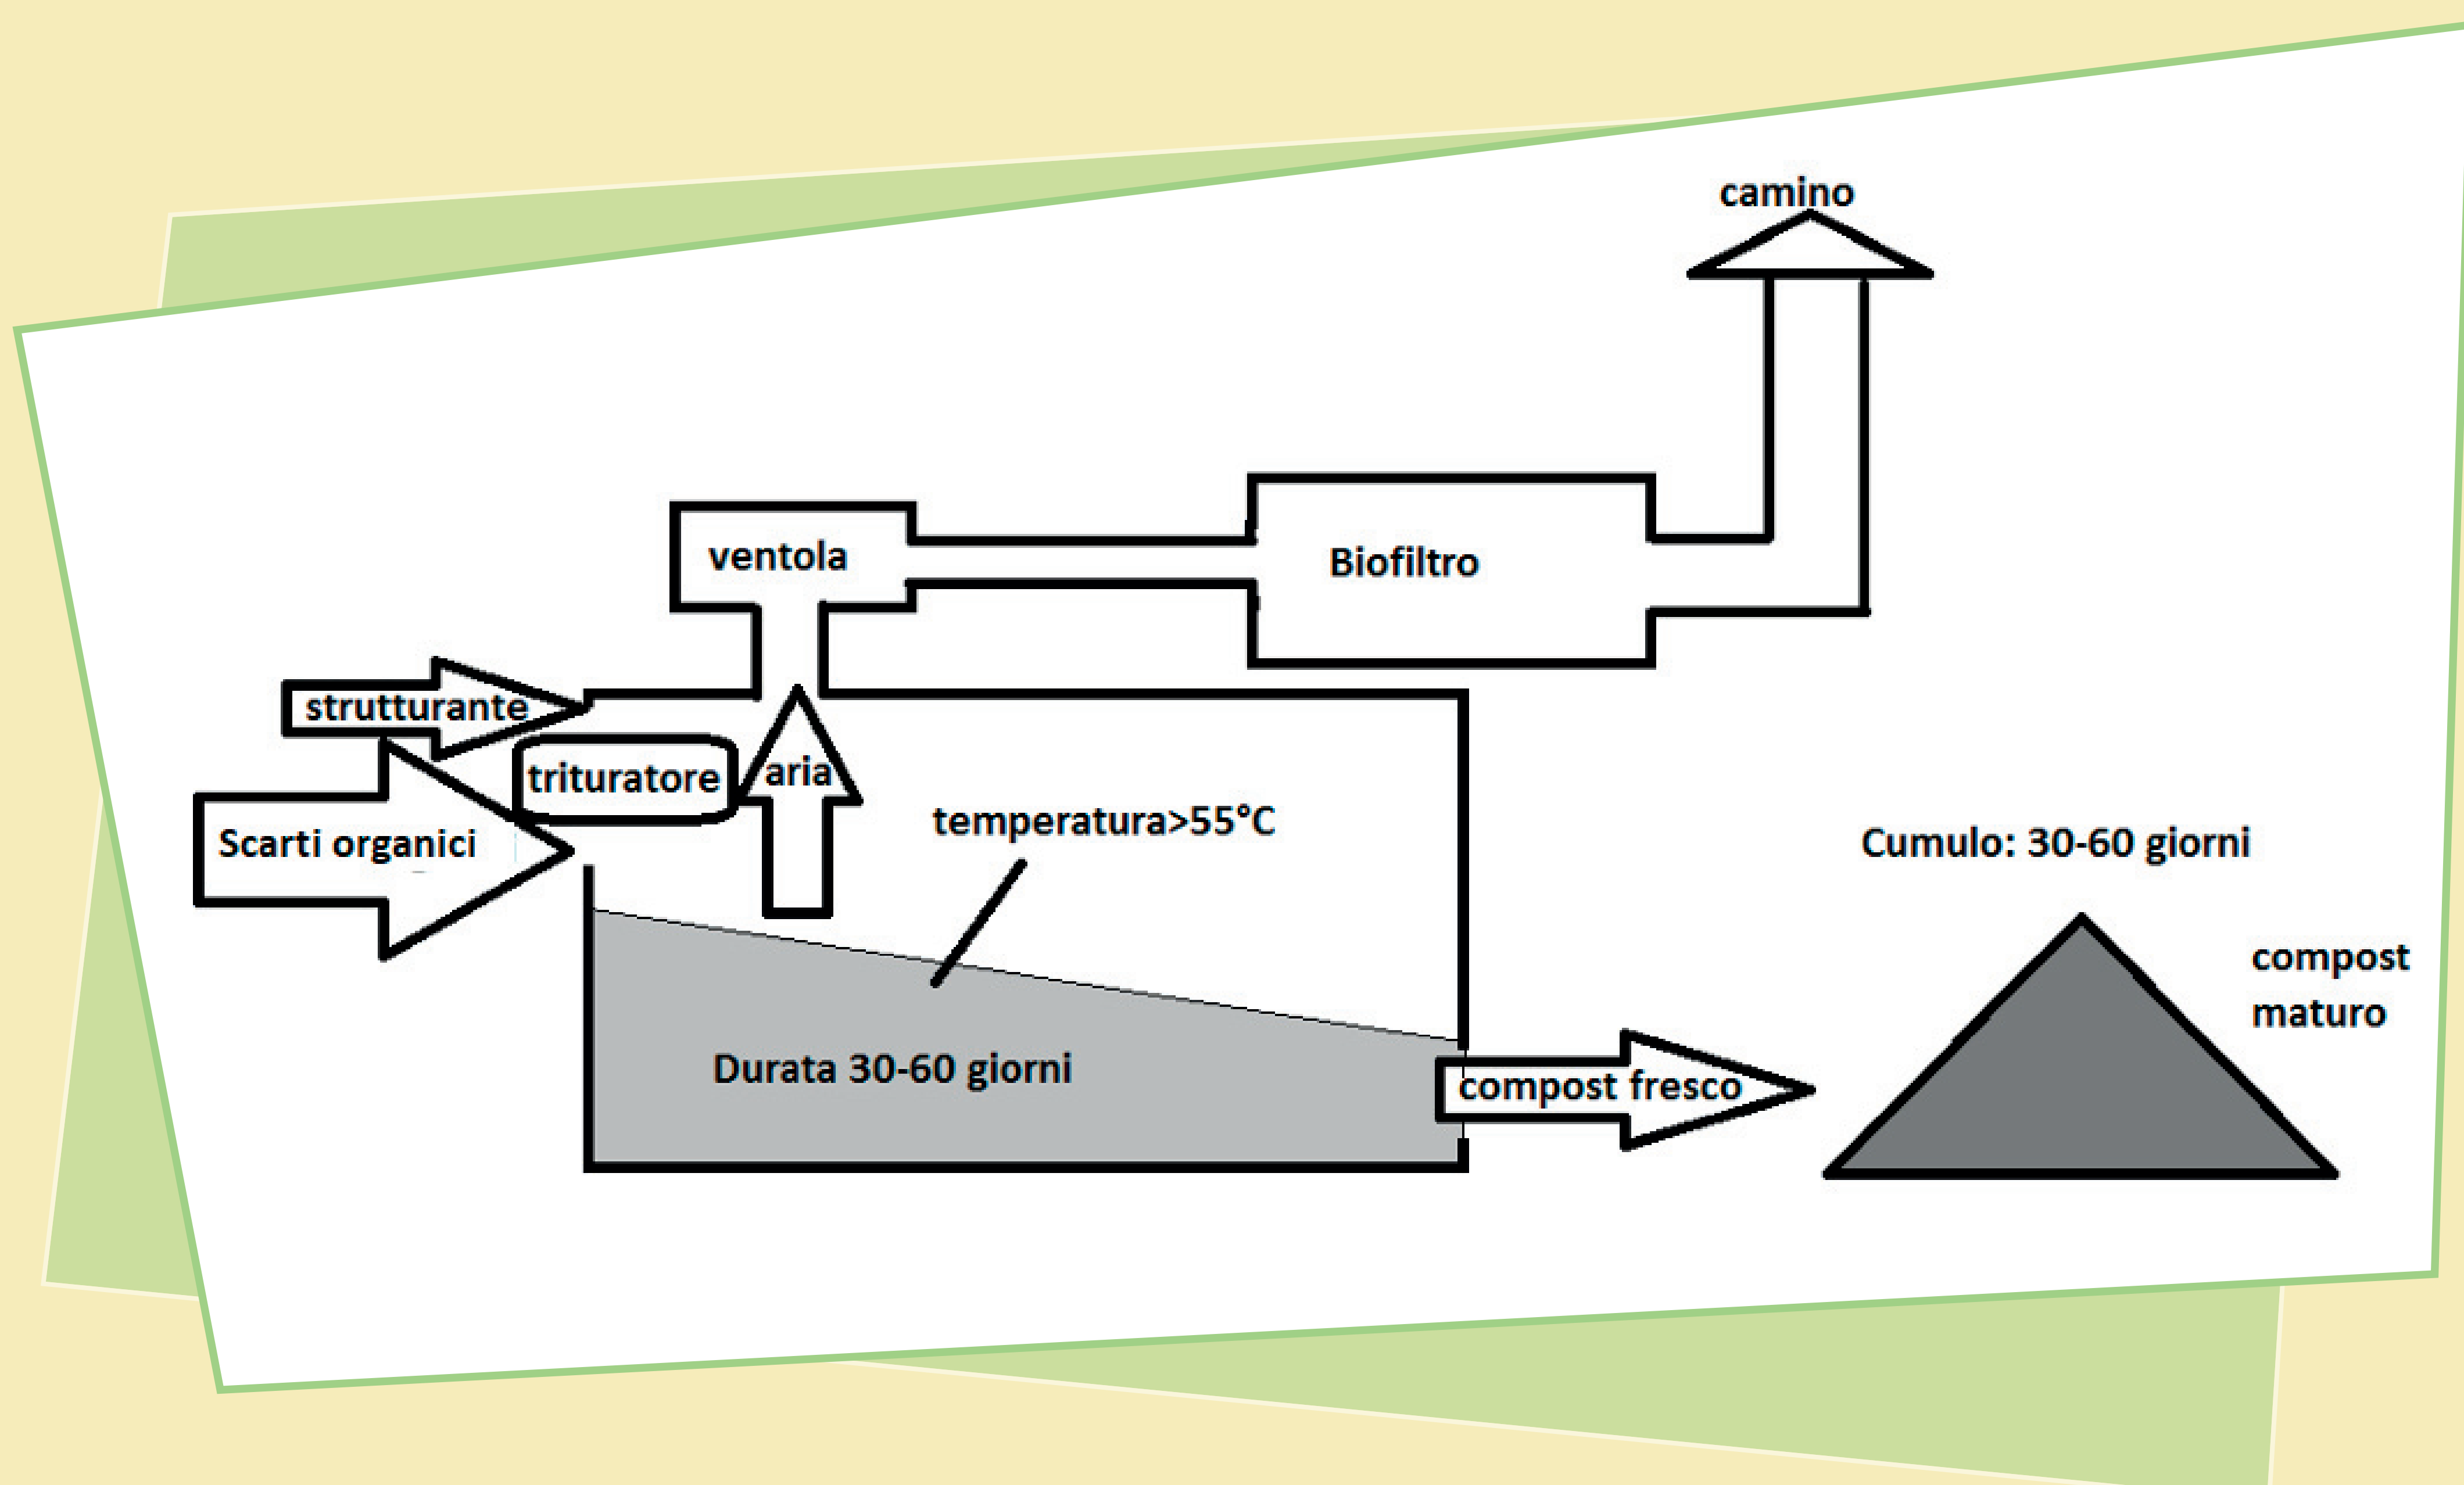 camino
ventola
Biofiltro
strutturante
trituratore
aria
Scarti organici
temperatura>55°C
Durata 30-60 giorni
compost fresco
Cumulo: 30-60 giorni
compost
maturo